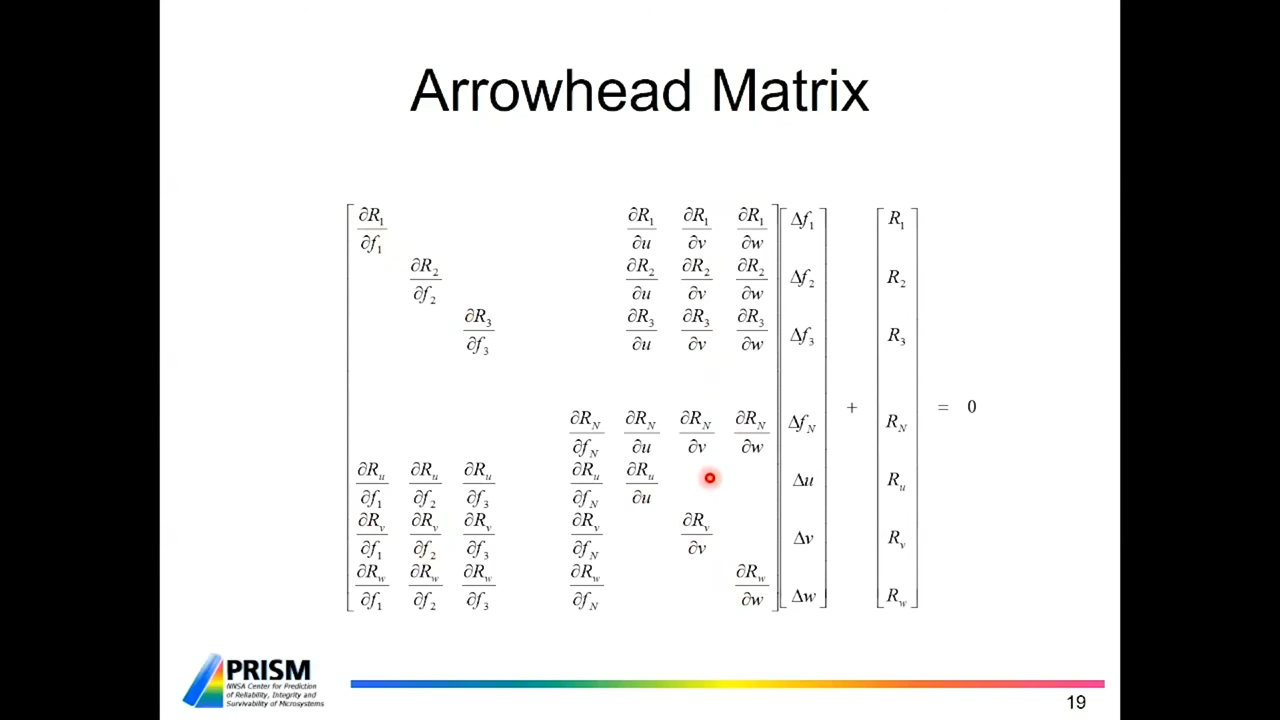 Arrowhead Matrix
∂R₁/∂f₁ ∂R₁/∂u ∂R₁/∂v ∂R₁/∂w Δf₁ R₁
∂R₂/∂f₂ ∂R₂/∂u ∂R₂/∂v ∂R₂/∂w Δf₂ R₂
∂R₃/∂f₃ ∂R₃/∂u ∂R₃/∂v ∂R₃/∂w Δf₃ R₃
∂R_N/∂f_N ∂R_N/∂u ∂R_N/∂v ∂R_N/∂w Δf_N + R_N = 0
∂R_u/∂f₁ ∂R_u/∂f₂ ∂R_u/∂f₃ ∂R_u/∂f_N ∂R_u/∂u Δu R_u
∂R_v/∂f₁ ∂R_v/∂f₂ ∂R_v/∂f₃ ∂R_v/∂f_N ∂R_v/∂v Δv R_v
∂R_w/∂f₁ ∂R_w/∂f₂ ∂R_w/∂f₃ ∂R_w/∂f_N ∂R_w/∂w Δw R_w
PRISM
NNSA Center for Prediction
of Reliability, Integrity and
Survivability of Microsystems
19